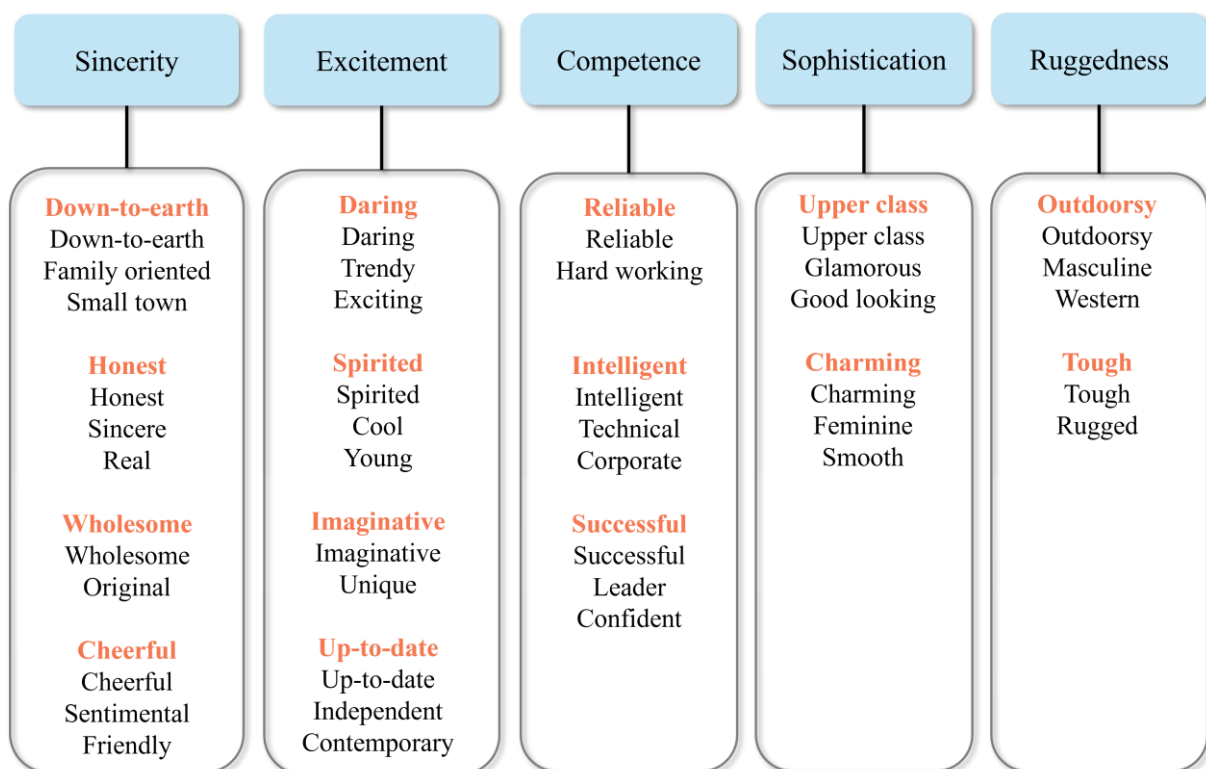 Sincerity
Down-to-earth
Down-to-earth
Family oriented
Small town
Honest
Honest
Sincere
Real
Wholesome
Wholesome
Original
Cheerful
Cheerful
Sentimental
Friendly
Excitement
Daring
Daring
Trendy
Exciting
Spirited
Spirited
Cool
Young
Imaginative
Imaginative
Unique
Up-to-date
Up-to-date
Independent
Contemporary
Competence
Reliable
Reliable
Hard working
Intelligent
Intelligent
Technical
Corporate
Successful
Successful
Leader
Confident
Sophistication
Upper class
Upper class
Glamorous
Good looking
Charming
Charming
Feminine
Smooth
Ruggedness
Outdoorsy
Outdoorsy
Masculine
Western
Tough
Tough
Rugged